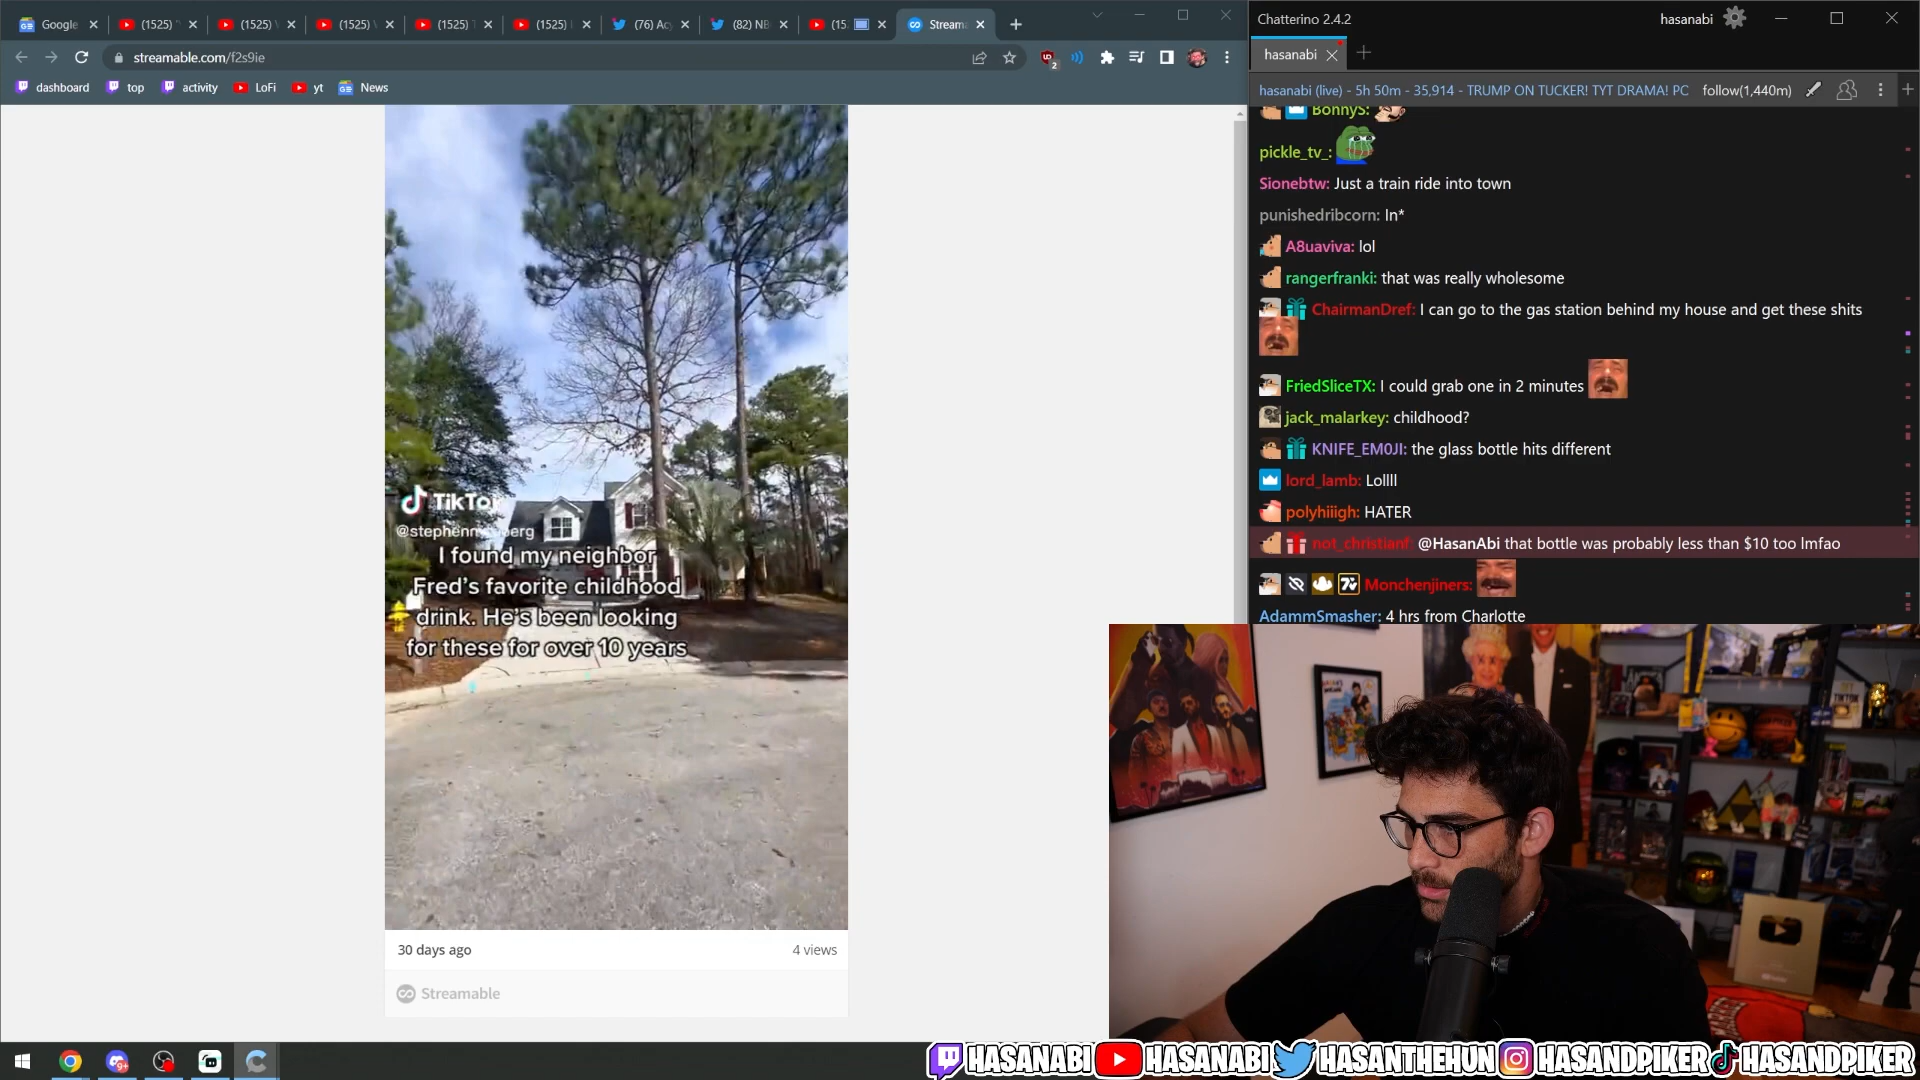 Google
(1525)
(1525)
(1525)
(1525)
(1525)
(76)
(82) NB
(15
Streama
streamable.com/f2s9ie
2
dashboard
top
activity
LoFi
yt
News
TikTok
I found my neighbor
Fred's favorite childhood
drink. He's been looking
for these for over 10 years
30 days ago
4 views
Streamable
Chatterino 2.4.2
hasanabi
hasanabi
hasanabi (live) - 5h 50m - 35,914 - TRUMP ON TUCKER! TYT DRAMA! PC
follow(1,440m)
BonnyS:
pickle_tv_:
Sionebtw: Just a train ride into town
punishedribcorn: In*
A8uaviva: lol
rangerfranki: that was really wholesome
ChairmanDref: I can go to the gas station behind my house and get these shits
FriedSliceTX: I could grab one in 2 minutes
jack_malarkey: childhood?
KNIFE_EM0JI: the glass bottle hits different
lord_lamb: Lollll
polyhiiigh: HATER
not_christianf: @HasanAbi that bottle was probably less than $10 too lmfao
Monchenjiners:
AdammSmasher: 4 hrs from Charlotte
HASANABI
HASANABI
HASANTHEHUN
HASANDPIKER
HASANDPIKER